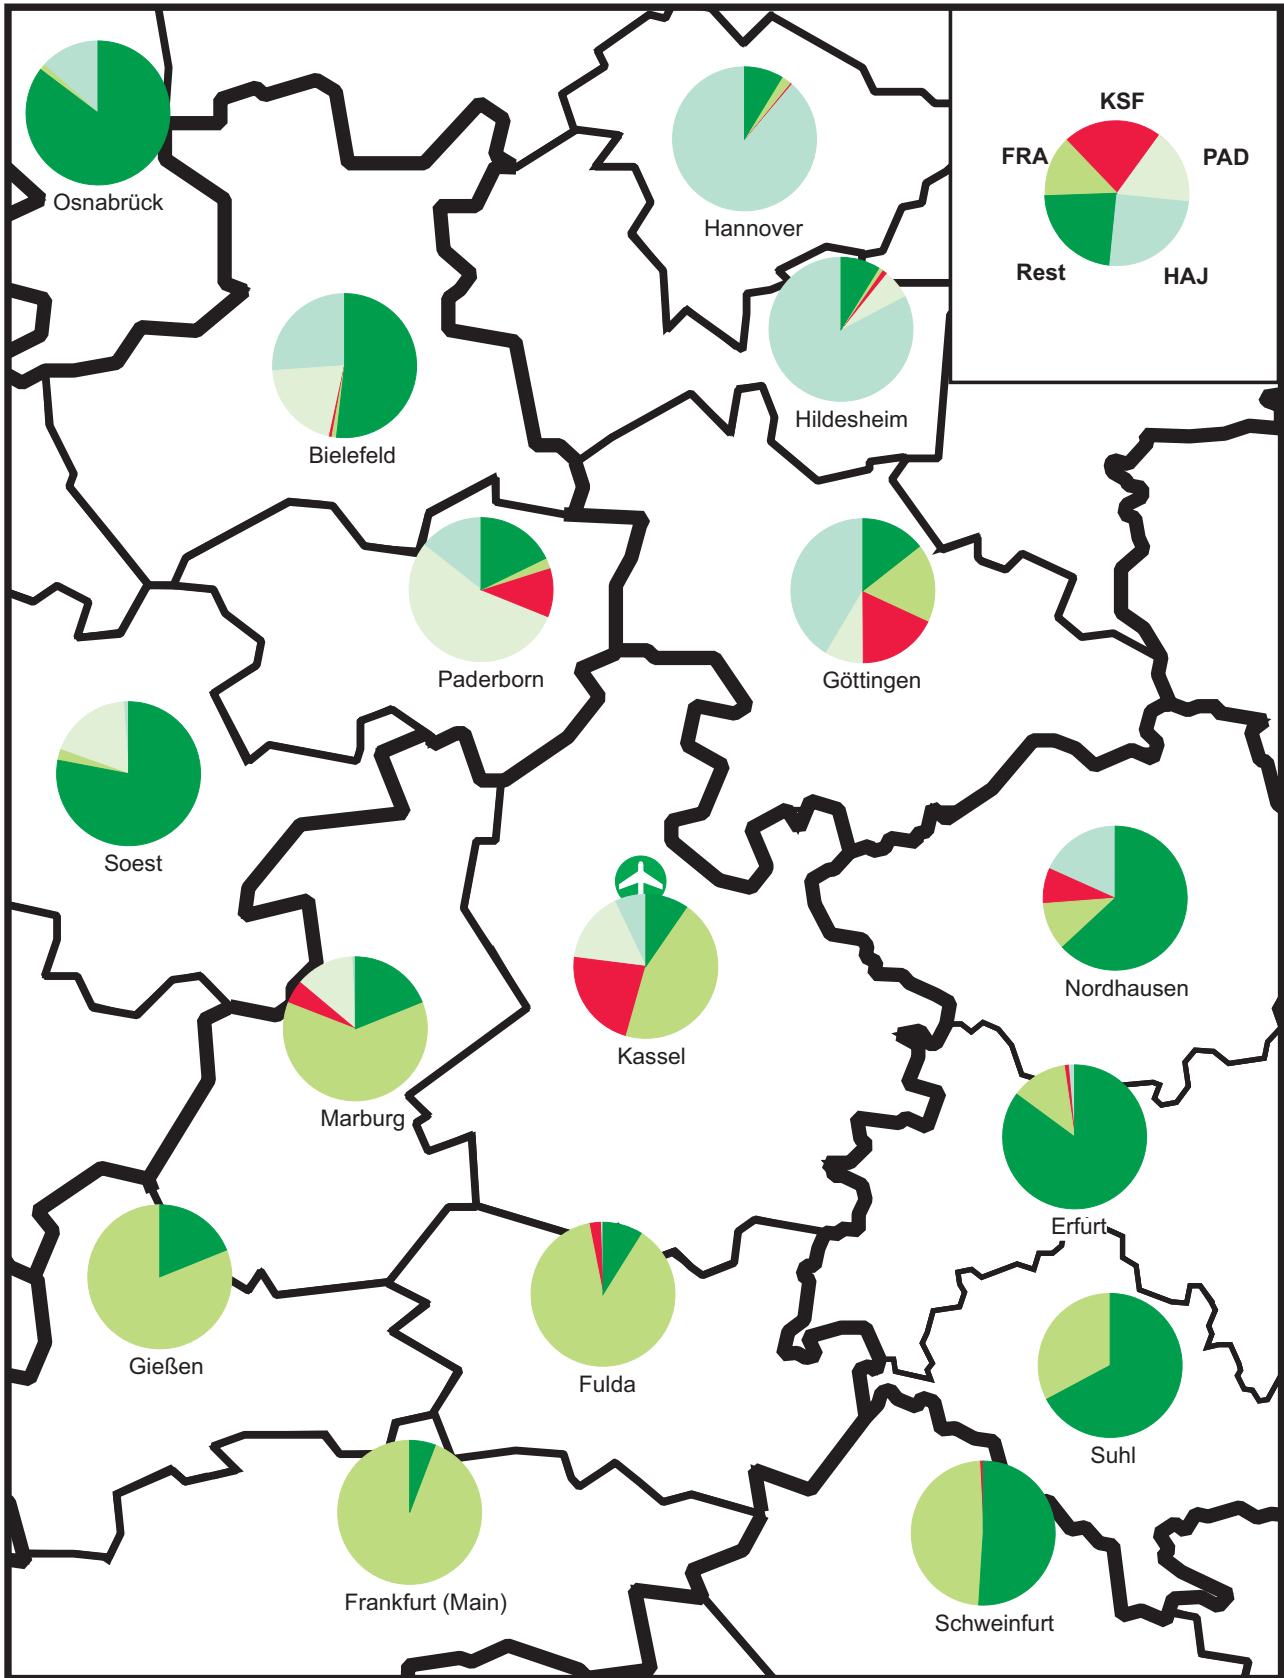 KSF
FRA
PAD
Rest
HAJ
Osnabrück
Hannover
Hildesheim
Bielefeld
Paderborn
Göttingen
Soest
Nordhausen
Kassel
Marburg
Erfurt
Gießen
Fulda
Suhl
Frankfurt (Main)
Schweinfurt